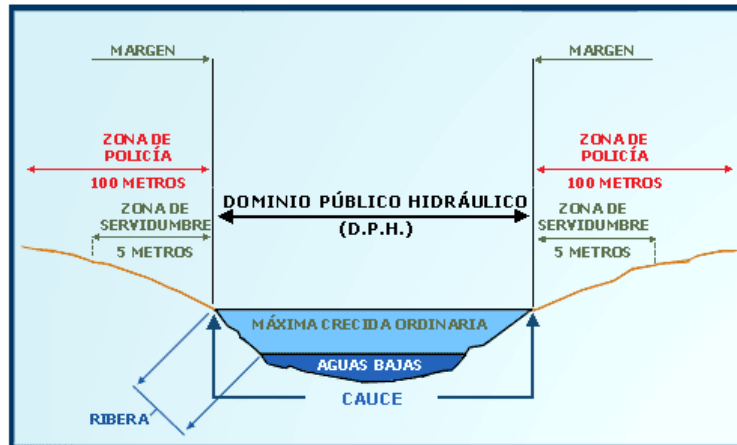 MARGEN
MARGEN
ZONA DE
POLICÍA
100 METROS
ZONA DE
POLICÍA
100 METROS
DOMINIO PÚBLICO HIDRÁULICO
(D.P.H.)
ZONA DE
SERVIDUMBRE
5 METROS
ZONA DE
SERVIDUMBRE
5 METROS
MÁXIMA CRECIDA ORDINARIA
AGUAS BAJAS
CAUCE
RIBERA